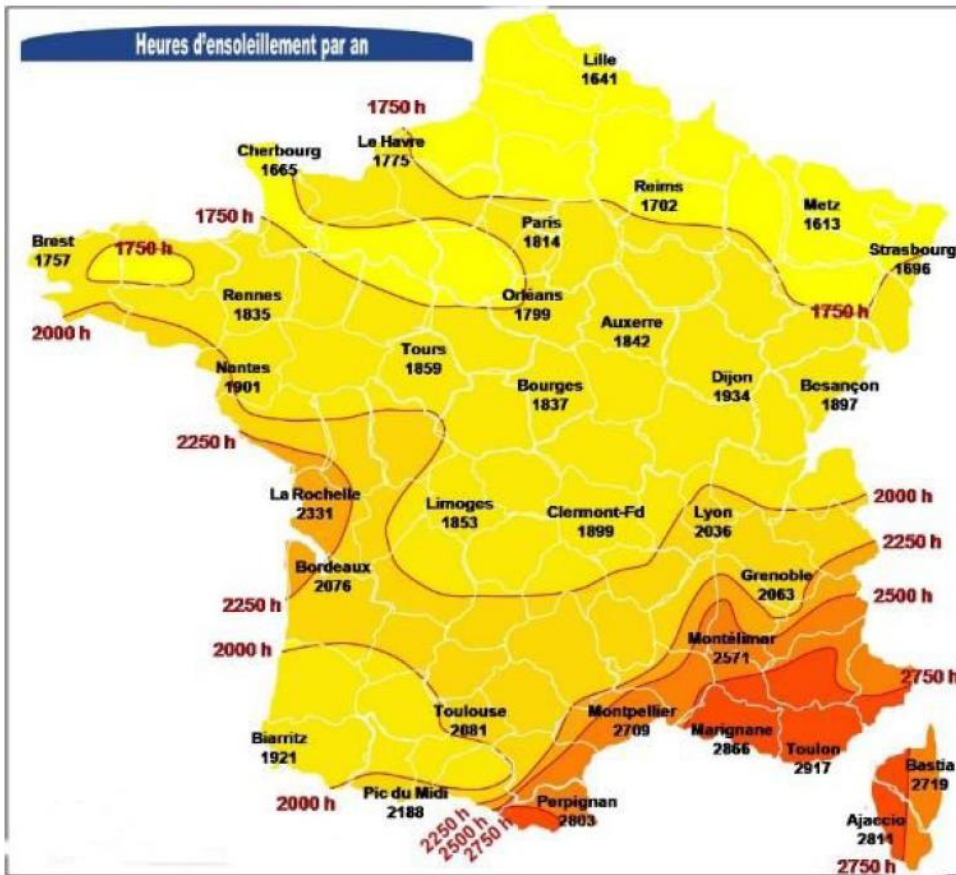 Heures d'ensoleillement par an
Lille
1641
1750 h
Le Havre
1775
Cherbourg
1665
Reims
1702
Metz
1613
1750 h
Paris
1814
Brest
1757
1750 h
Strasbourg
1696
Rennes
1835
Orléans
1799
1750 h
2000 h
Auxerre
1842
Tours
1859
Nantes
1901
Bourges
1837
Dijon
1934
Besançon
1897
2250 h
La Rochelle
2331
Limoges
1853
Clermont-Fd
1899
Lyon
2036
2000 h
2250 h
Bordeaux
2076
Grenoble
2063
2250 h
2500 h
2000 h
Montélimar
2571
2750 h
Toulouse
2081
Montpellier
2709
Marignane
2866
Biarritz
1921
Toulon
2917
Bastia
2719
2000 h
Pic du Midi
2188
Perpignan
2803
2250 h
2500 h
2750 h
Ajaccio
2811
2750 h